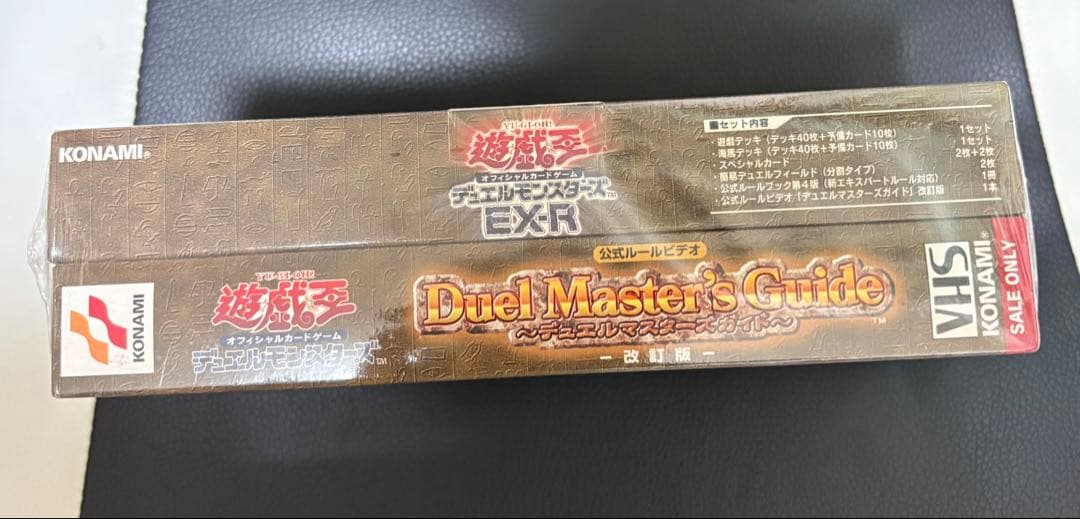 KONAMI®
YU-GI-OH!
遊戯王
オフィシャルカードゲーム
デュエルモンスターズ™
EX-R
■セット内容
・遊戯デッキ（デッキ40枚+予備カード10枚） 1セット
・海馬デッキ（デッキ40枚+予備カード10枚） 1セット
・スペシャルカード 2枚+2枚
・簡易デュエルフィールド（分割タイプ） 2枚
・公式ルールブック第4版（新エキスパートルール対応） 1冊
・公式ルールビデオ「デュエルマスターズガイド」改訂版 1本
KONAMI
YU-GI-OH!
遊戯王
オフィシャルカードゲーム
デュエルモンスターズ™
公式ルールビデオ
Duel Master's Guide™
～デュエルマスターズガイド～
－改訂版－
VHS
KONAMI®
SALE ONLY